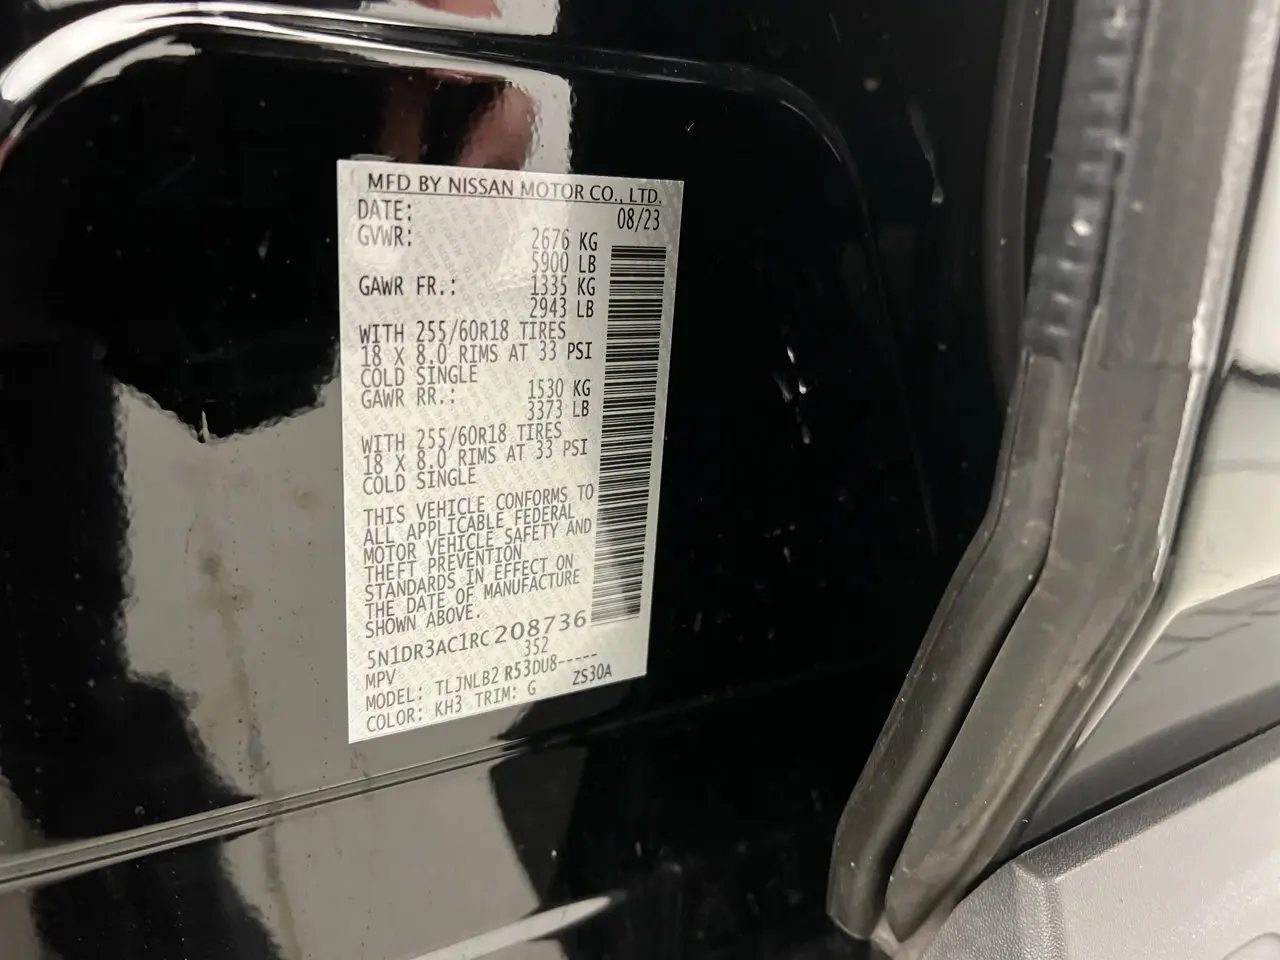 MFD BY NISSAN MOTOR CO., LTD.
DATE: 08/23
GVWR: 2676 KG
5900 LB
GAWR FR.: 1335 KG
2943 LB
WITH 255/60R18 TIRES
18 X 8.0 RIMS AT 33 PSI
COLD SINGLE
GAWR RR.: 1530 KG
3373 LB
WITH 255/60R18 TIRES
18 X 8.0 RIMS AT 33 PSI
COLD SINGLE
THIS VEHICLE CONFORMS TO
ALL APPLICABLE FEDERAL
MOTOR VEHICLE SAFETY AND
THEFT PREVENTION
STANDARDS IN EFFECT ON
THE DATE OF MANUFACTURE
SHOWN ABOVE.
5N1DR3AC1RC208736
MPV 352
MODEL: TLJNLB2 R53DU8-----
COLOR: KH3 TRIM: G ZS30A